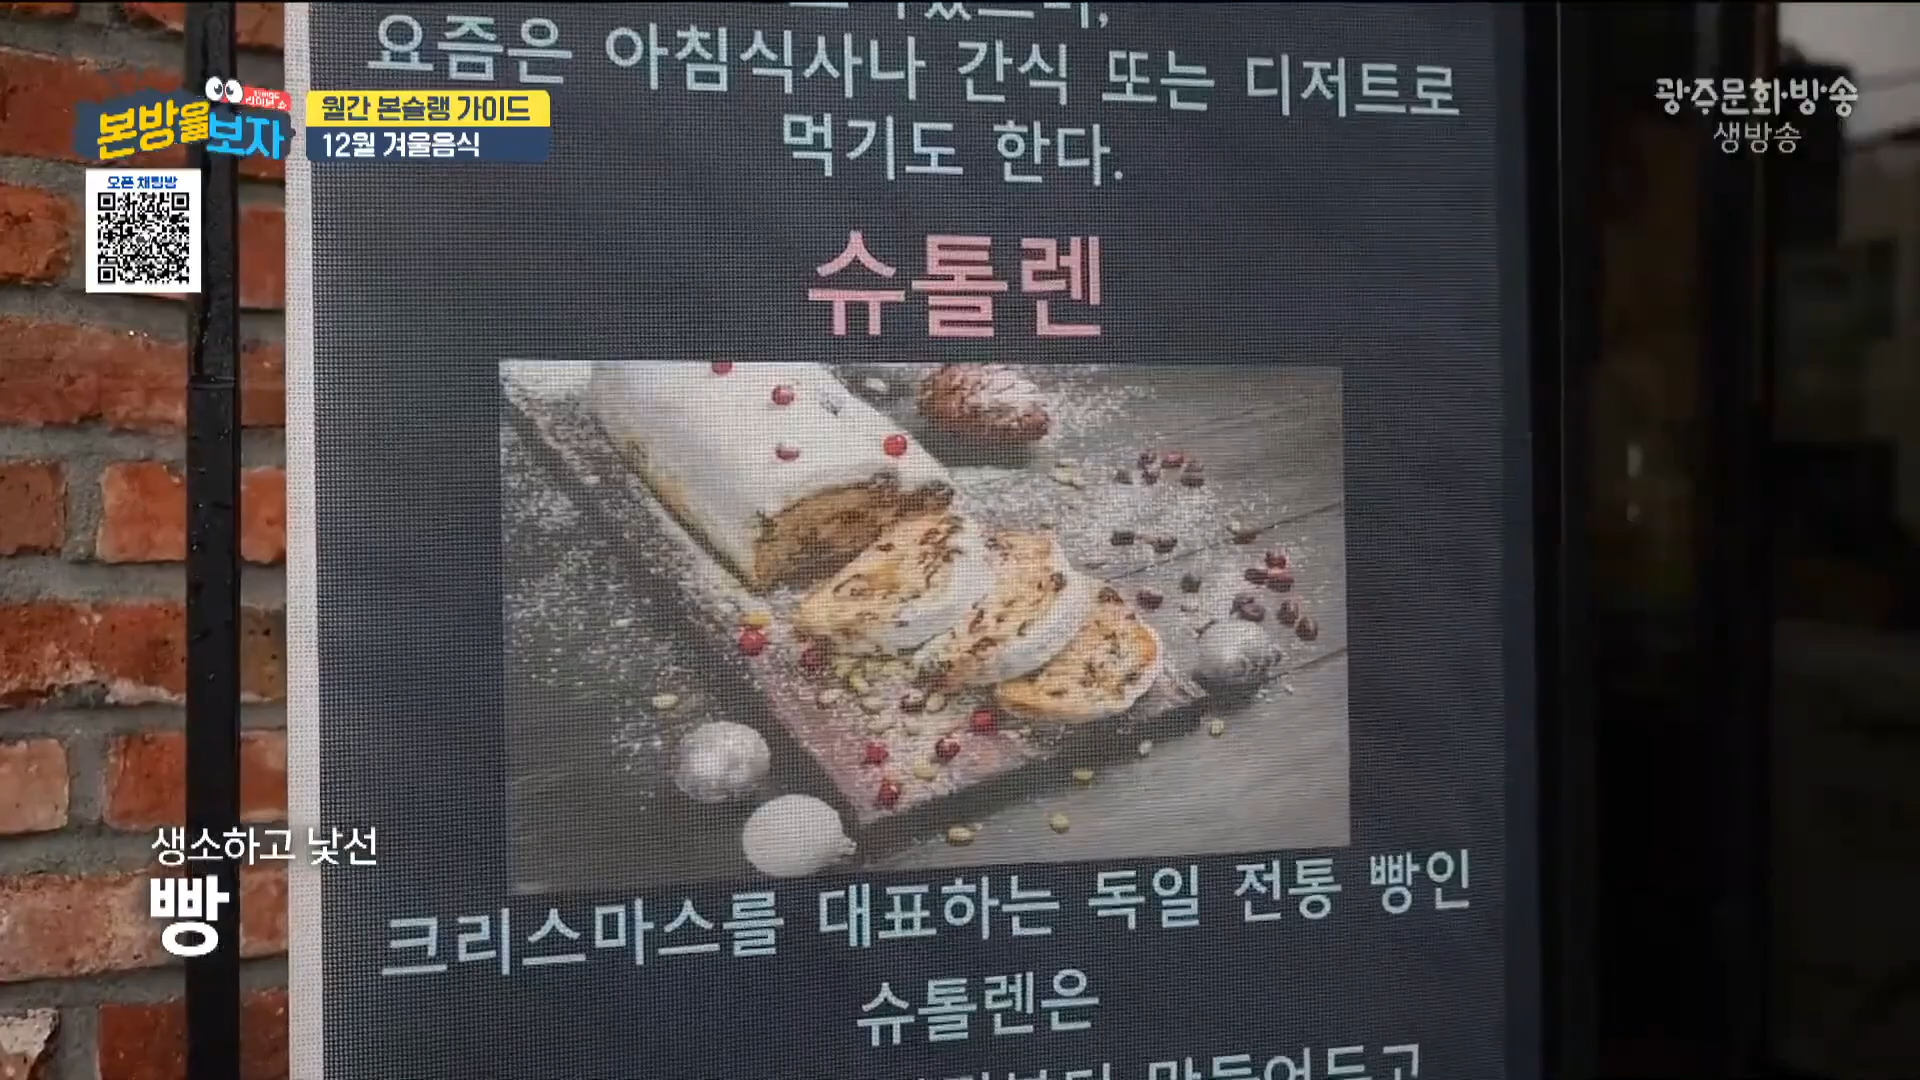 요즘은 아침식사나 간식 또는 디저트로
먹기도 한다.
본방을보자
월간 본슐랭 가이드
12월 겨울음식
광주문화방송
생방송
오픈 채팅방
슈톨렌
생소하고 낯선
빵
크리스마스를 대표하는 독일 전통 빵인
슈톨렌은